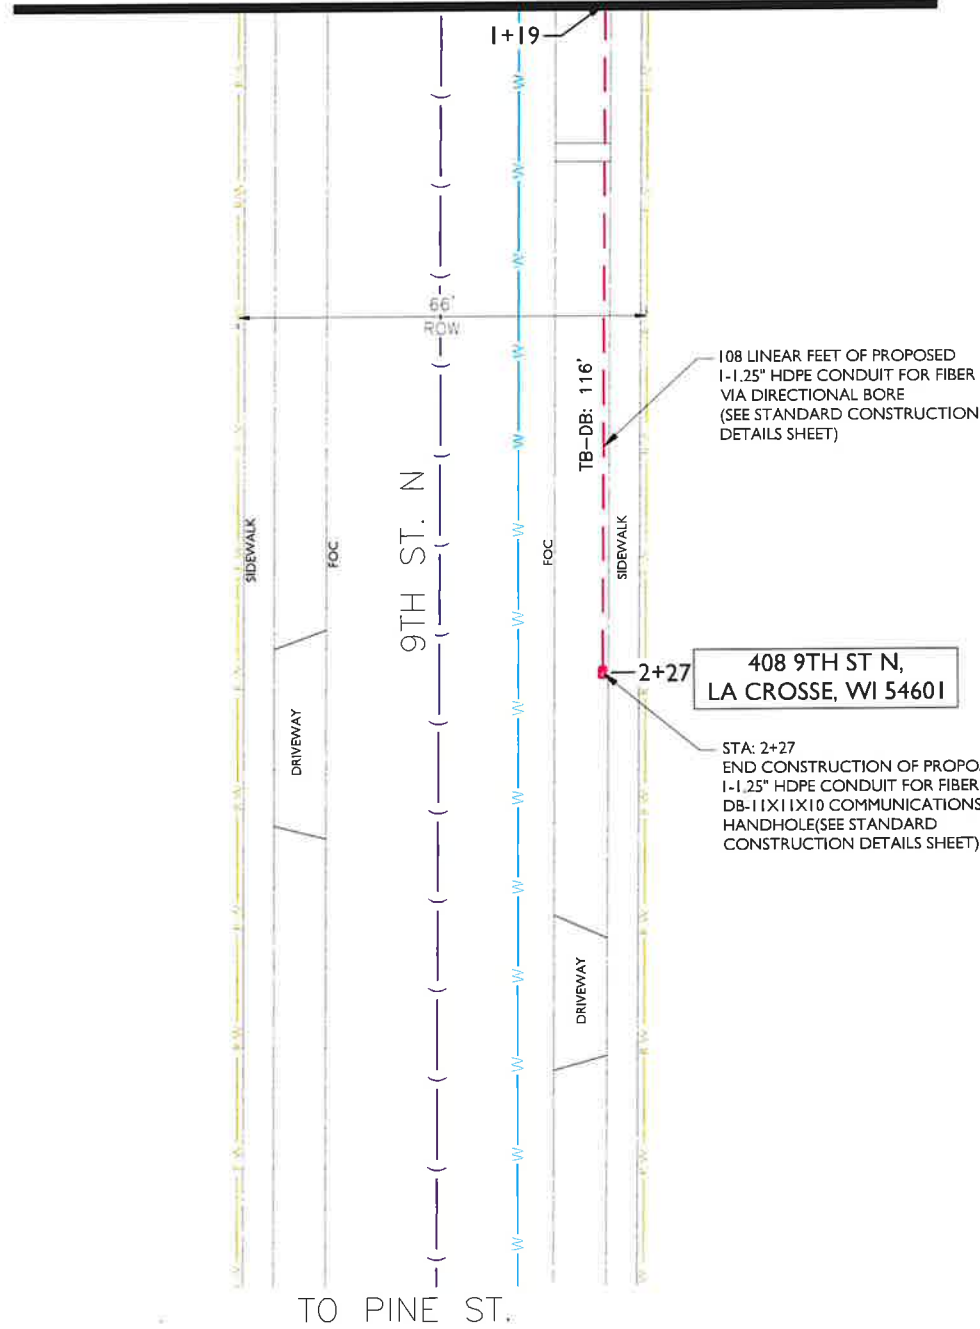 1+19
66'
ROW
108 LINEAR FEET OF PROPOSED
1-1.25" HDPE CONDUIT FOR FIBER
VIA DIRECTIONAL BORE
(SEE STANDARD CONSTRUCTION
DETAILS SHEET)
TB-DB: 116'
9TH ST. N
SIDEWALK
FOC
FOC
SIDEWALK
2+27
408 9TH ST N,
LA CROSSE, WI 54601
DRIVEWAY
STA: 2+27
END CONSTRUCTION OF PROPO
1-1.25" HDPE CONDUIT FOR FIBER
DB-11X11X10 COMMUNICATIONS
HANDHOLE(SEE STANDARD
CONSTRUCTION DETAILS SHEET)
DRIVEWAY
TO PINE ST.